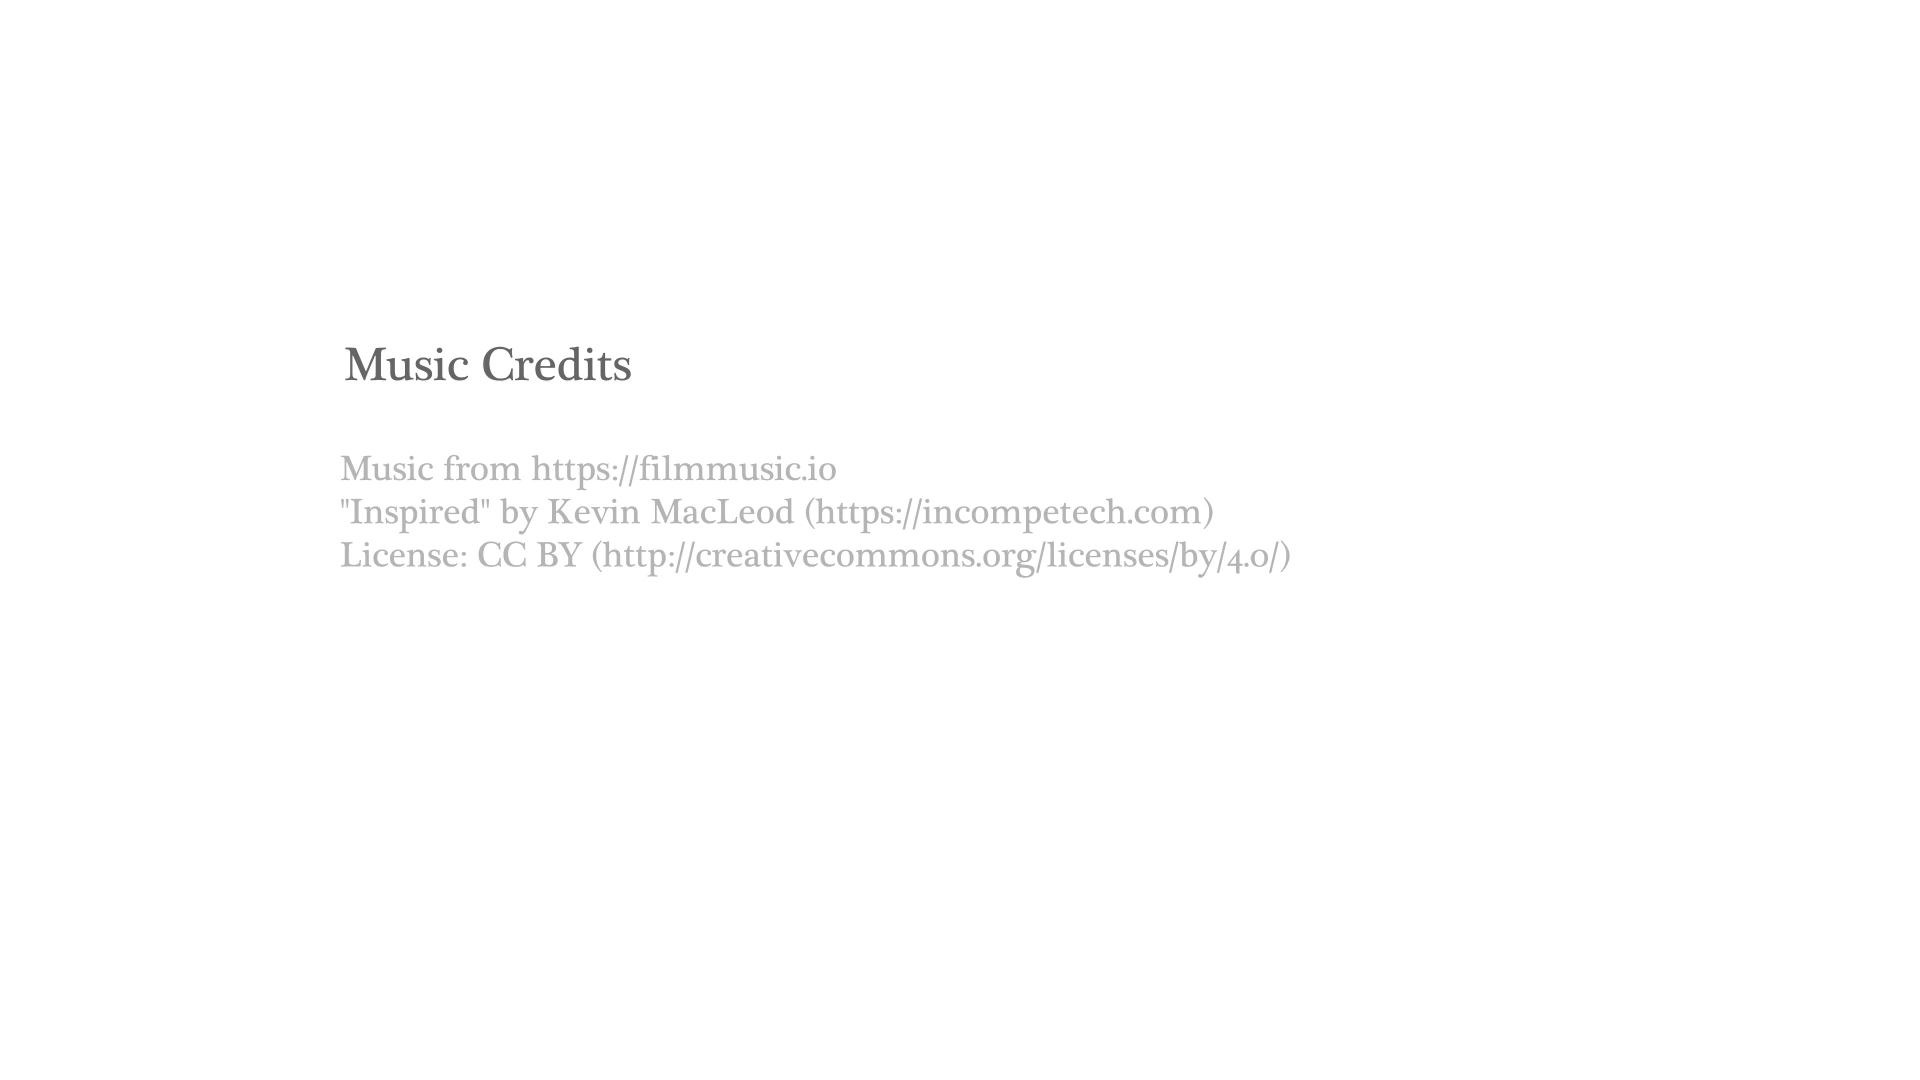 Music Credits
Music from https://filmmusic.io
"Inspired" by Kevin MacLeod (https://incompetech.com)
License: CC BY (http://creativecommons.org/licenses/by/4.0/)